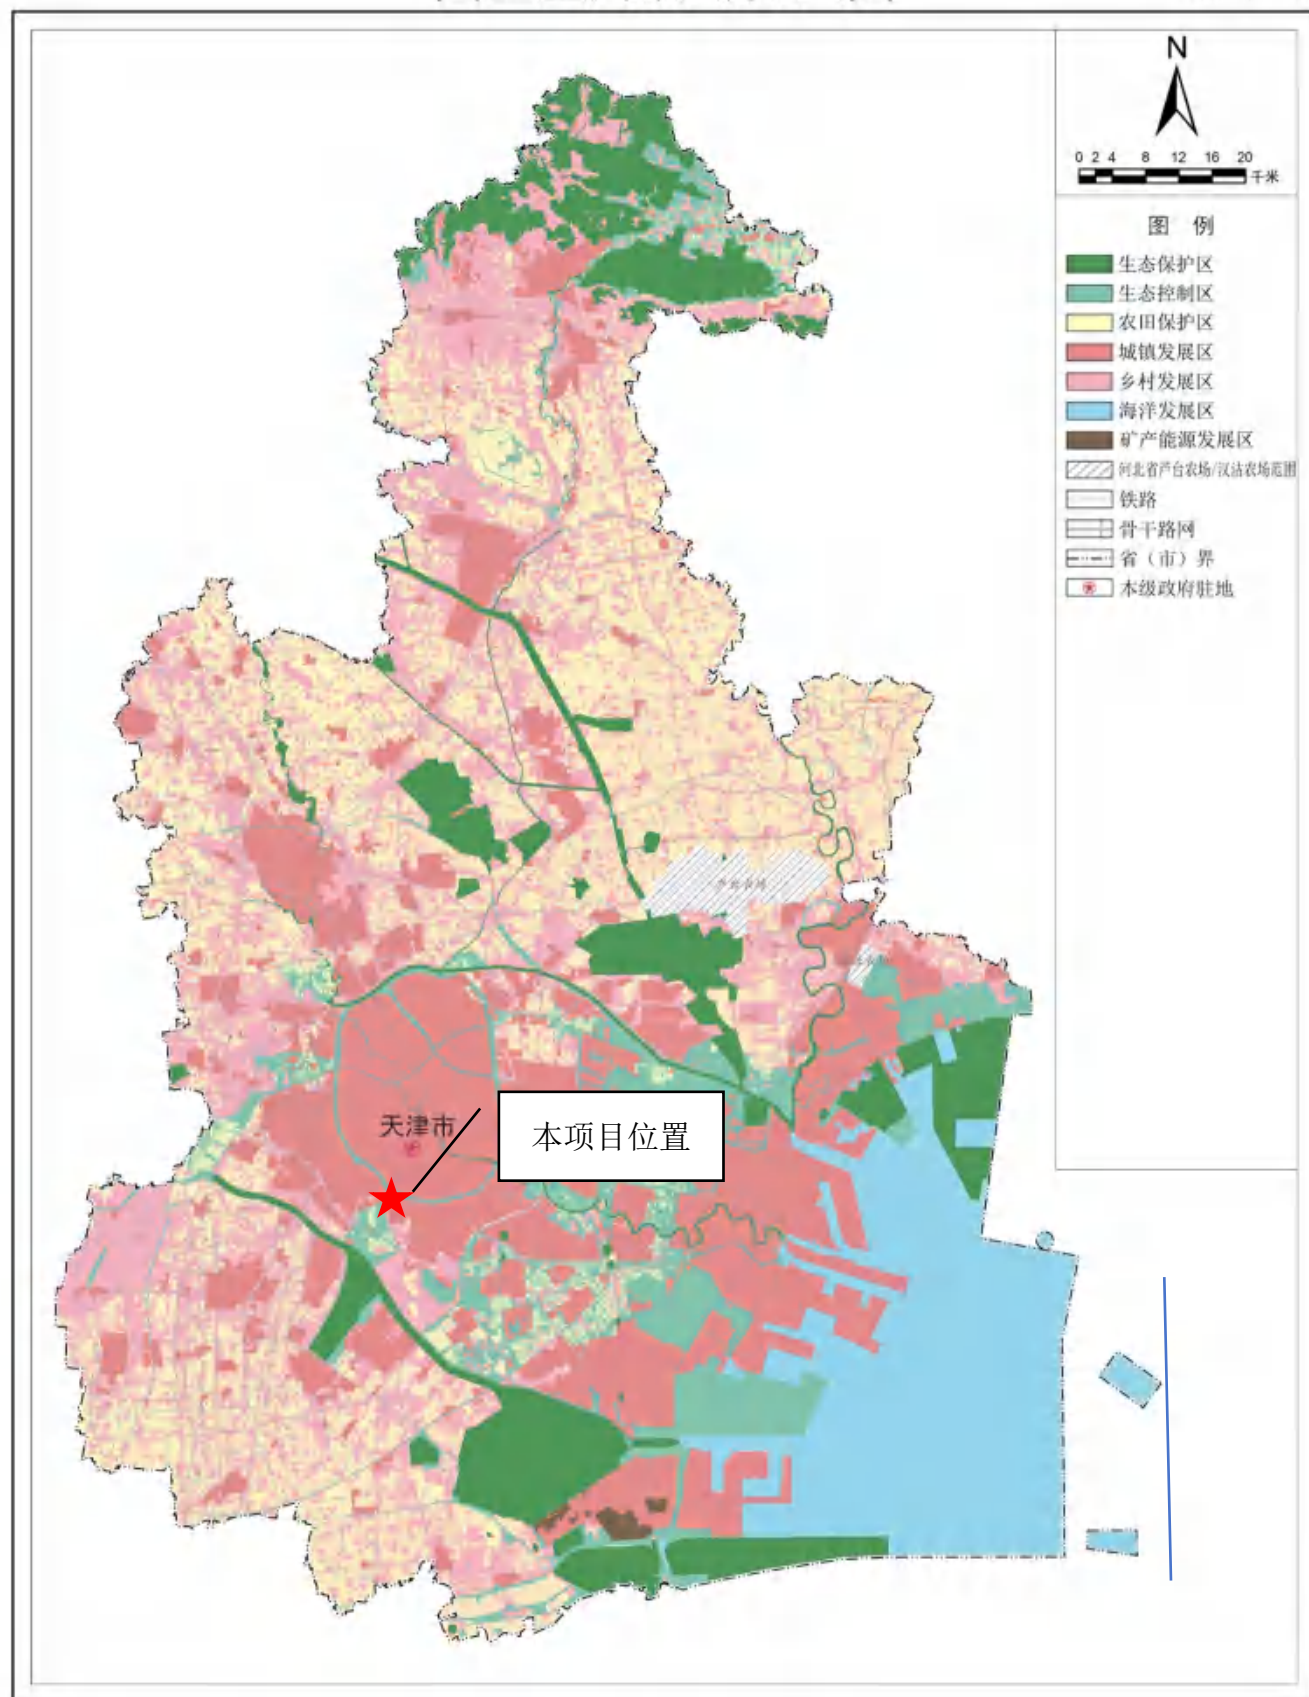 N
0 2 4 8 12 16 20
千米
图 例
生态保护区
生态控制区
农田保护区
城镇发展区
乡村发展区
海洋发展区
矿产能源发展区
河北省芦台农场/汉沽农场范围
铁路
骨干路网
省（市）界
本级政府驻地
天津市
本项目位置